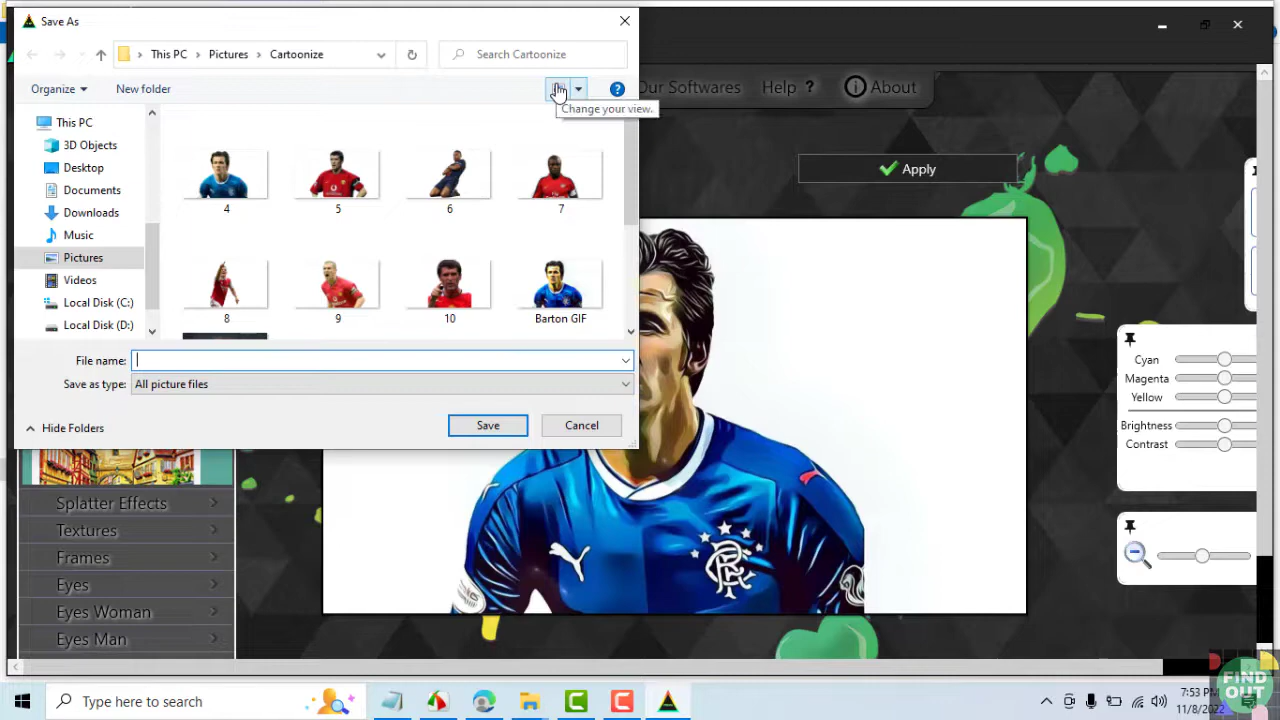 Save As
This PC
Pictures
Cartoonize
Search Cartoonize
Organize
New folder
Change your view.
Our Softwares
Help ?
About
This PC
3D Objects
Desktop
Documents
Downloads
Music
Pictures
Videos
Local Disk (C:)
Local Disk (D:)
4
5
6
7
8
9
10
Barton GIF
File name:
Save as type:
All picture files
Save
Cancel
Hide Folders
Apply
Cyan
Magenta
Yellow
Brightness
Contrast
Splatter Effects
Textures
Frames
Eyes
Eyes Woman
Eyes Man
Type here to search
7:53 PM
11/8/2022
FIND
OUT